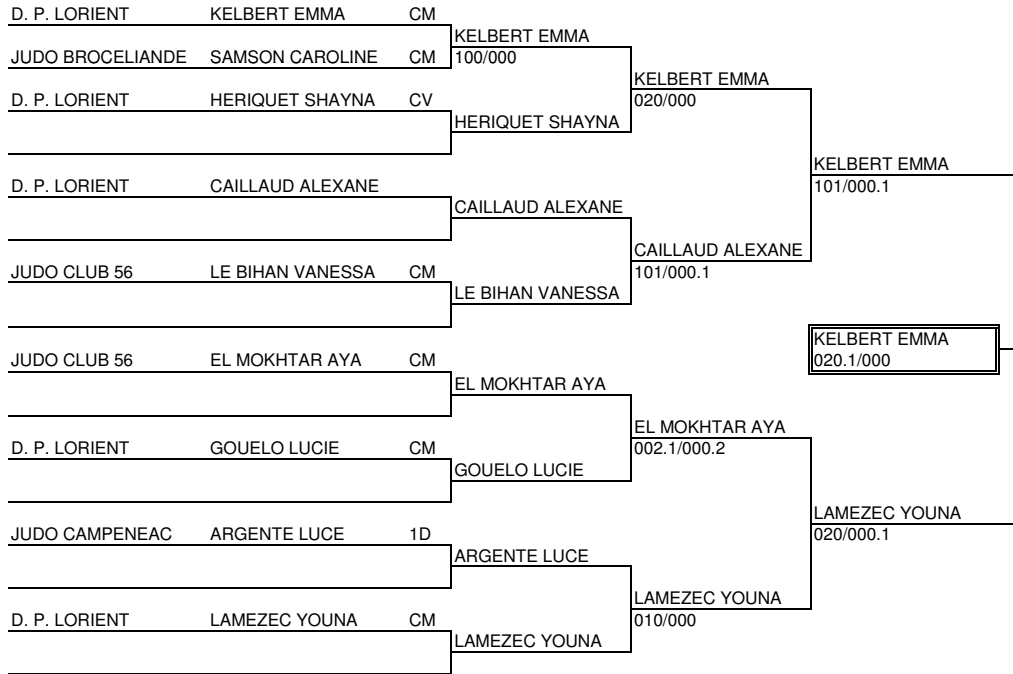 D. P. LORIENT KELBERT EMMA CM
KELBERT EMMA
JUDO BROCELIANDE SAMSON CAROLINE CM 100/000
KELBERT EMMA
D. P. LORIENT HERIQUET SHAYNA CV 020/000
HERIQUET SHAYNA
KELBERT EMMA
D. P. LORIENT CAILLAUD ALEXANE 101/000.1
CAILLAUD ALEXANE
CAILLAUD ALEXANE
JUDO CLUB 56 LE BIHAN VANESSA CM 101/000.1
LE BIHAN VANESSA
KELBERT EMMA
JUDO CLUB 56 EL MOKHTAR AYA CM 020.1/000
EL MOKHTAR AYA
EL MOKHTAR AYA
D. P. LORIENT GOUELO LUCIE CM 002.1/000.2
GOUELO LUCIE
LAMEZEC YOUNA
JUDO CAMPENEAC ARGENTE LUCE 1D 020/000.1
ARGENTE LUCE
LAMEZEC YOUNA
D. P. LORIENT LAMEZEC YOUNA CM 010/000
LAMEZEC YOUNA